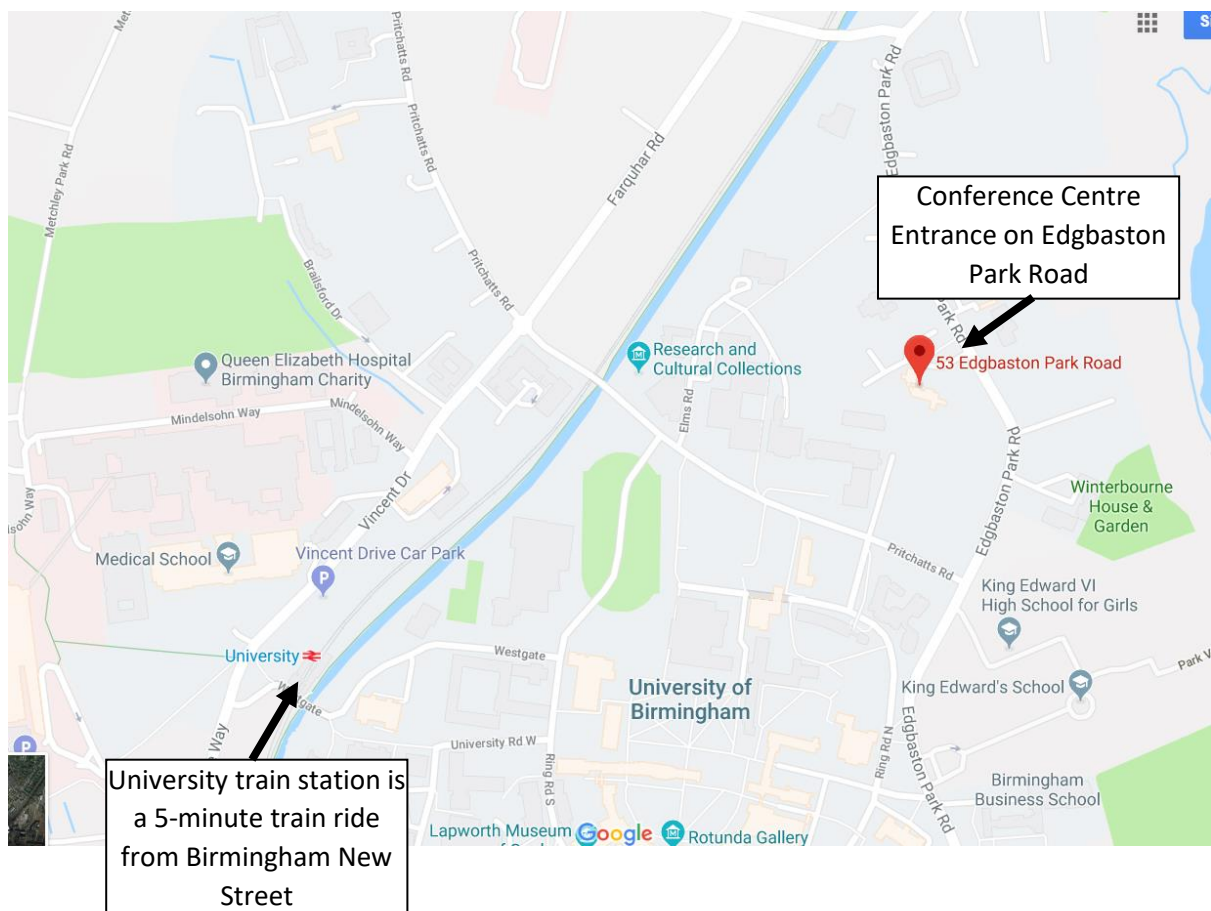 Pritchatts Rd
S
Metchley Park Rd
Pritchatts Rd
Farquhar Rd
Edgbaston Park Rd
Conference Centre
Entrance on Edgbaston
Park Road
Brailsford Dr
Pritchatts Rd
Park Rd
Queen Elizabeth Hospital
Birmingham Charity
Research and
Cultural Collections
53 Edgbaston Park Road
Mindelsohn Way
Mindelsohn Way
Elms Rd
Vincent Dr
Edgbaston Park Rd
Winterbourne
House &
Garden
Medical School
Vincent Drive Car Park
P
Pritchatts Rd
King Edward VI
High School for Girls
University
Westgate
Westgate
University of
Birmingham
King Edward's School
Edgbaston Park Rd
University Rd W
Ring Rd S
Ring Rd N
P
Way
Birmingham
Business School
University train station is
a 5-minute train ride
from Birmingham New
Street
Lapworth Museum
Google
Rotunda Gallery